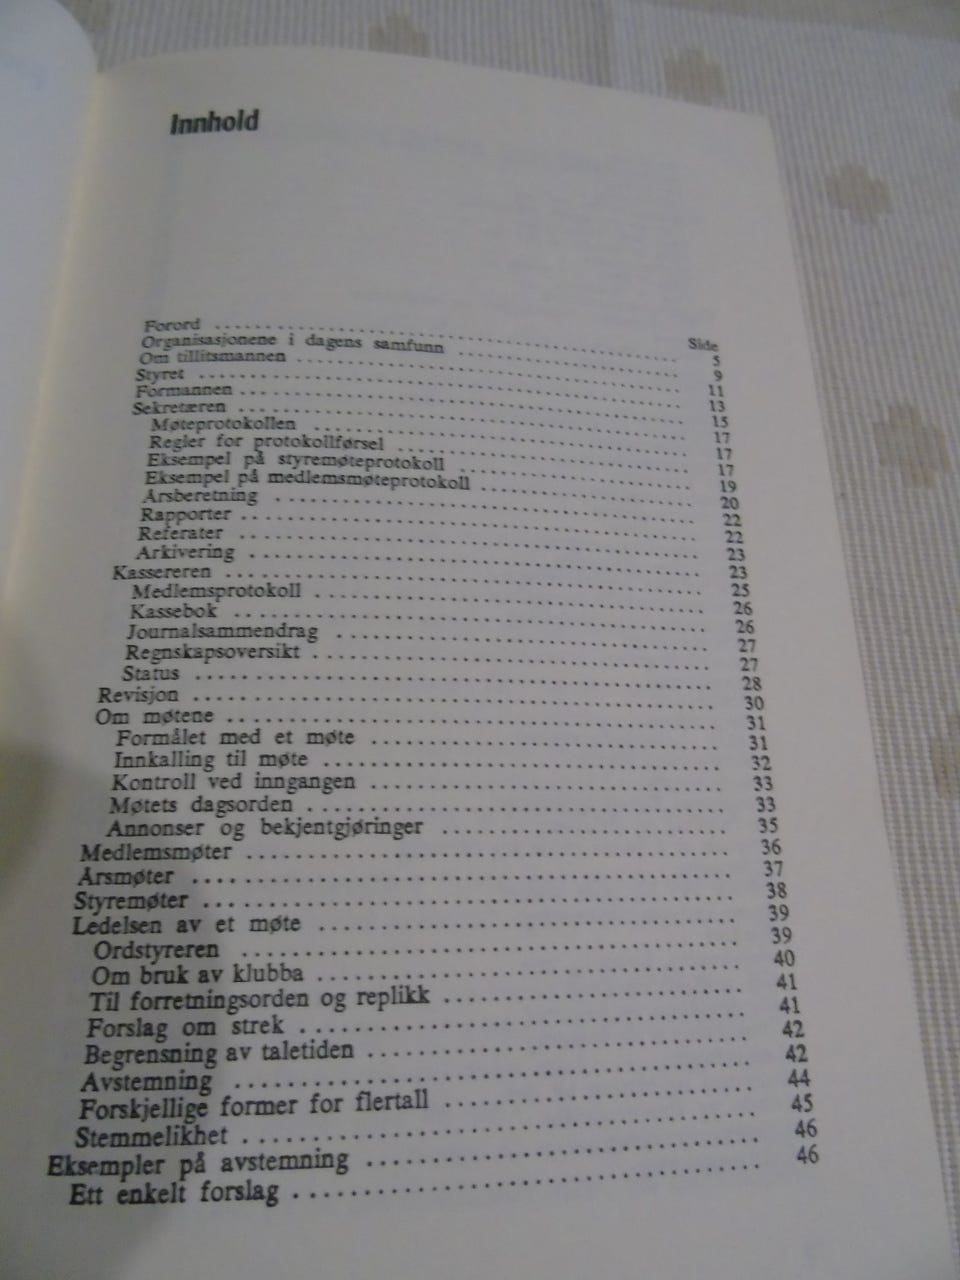 Innhold
Side
Forord 5
Organisasjonene i dagens samfunn 9
Om tillitsmannen 11
Styret 13
Formannen 15
Sekretæren 17
Møteprotokollen 17
Regler for protokollførsel 17
Eksempel på styremøteprotokoll 19
Eksempel på medlemsmøteprotokoll 20
Årsberetning 22
Rapporter 22
Referater 23
Arkivering 23
Kassereren 25
Medlemsprotokoll 26
Kassebok 26
Journalsammendrag 27
Regnskapsoversikt 27
Status 28
Revisjon 30
Om møtene 31
Formålet med et møte 31
Innkalling til møte 32
Kontroll ved inngangen 33
Møtets dagsorden 33
Annonser og bekjentgjøringer 35
Medlemsmøter 36
Årsmøter 37
Styremøter 38
Ledelsen av et møte 39
Ordstyreren 39
Om bruk av klubba 40
Til forretningsorden og replikk 41
Forslag om strek 41
Begrensning av taletiden 42
Avstemning 42
Forskjellige former for flertall 44
Stemmelikhet 45
Eksempler på avstemning 46
Ett enkelt forslag 46